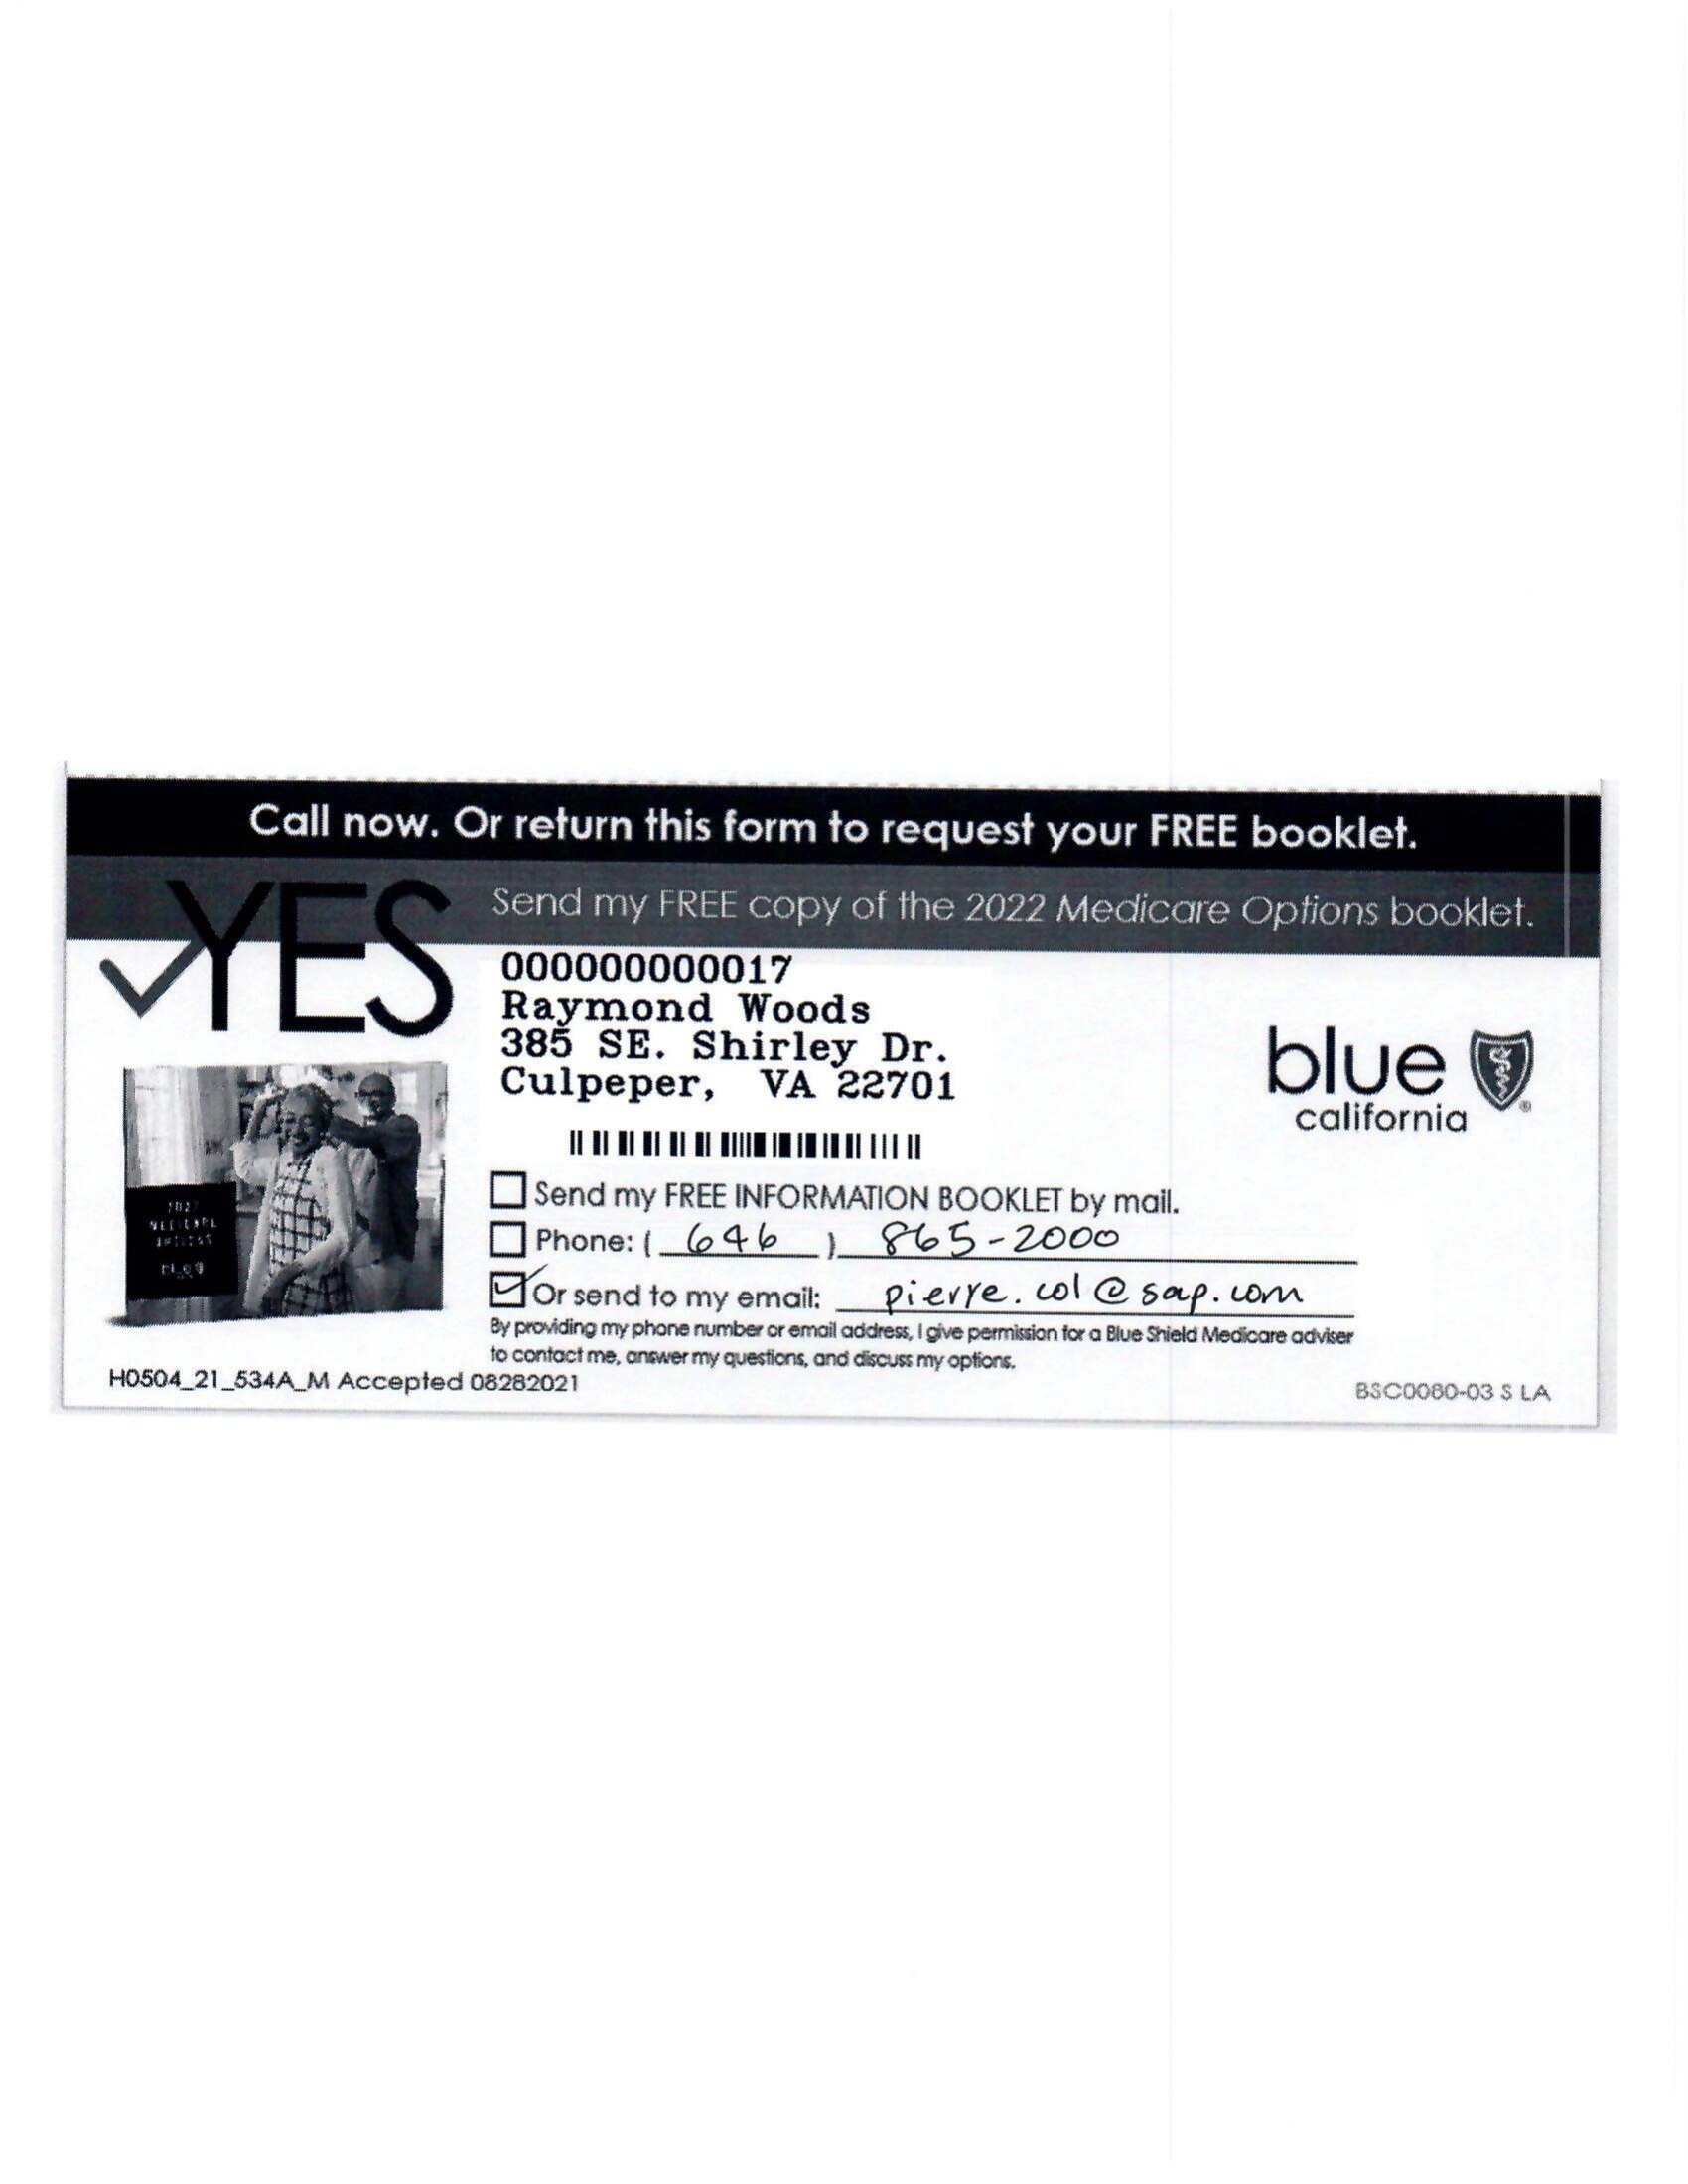 Call now. Or return this form to request your FREE booklet.
YES
Send my FREE copy of the 2022 Medicare Options booklet.
000000000017
Raymond Woods
385 SE. Shirley Dr.
Culpeper, VA 22701
blue
california
Send my FREE INFORMATION BOOKLET by mail.
Phone: ( 646 ) 865-2000
Or send to my email: pierre.col@sap.com
By providing my phone number or email address, I give permission for a Blue Shield Medicare adviser
to contact me, answer my questions, and discuss my options.
H0504_21_534A_M Accepted 08282021
BSC0080-03 S LA